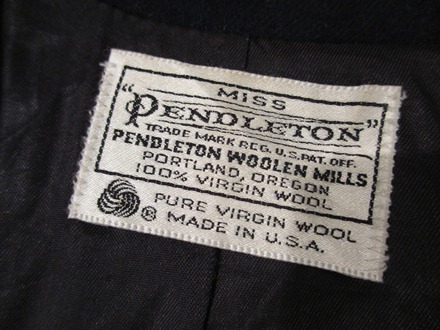 MISS
"PENDLETON"
TRADE MARK REG. U.S. PAT. OFF.
PENDLETON WOOLEN MILLS
PORTLAND, OREGON
100% VIRGIN WOOL
PURE VIRGIN WOOL
® MADE IN U.S.A.